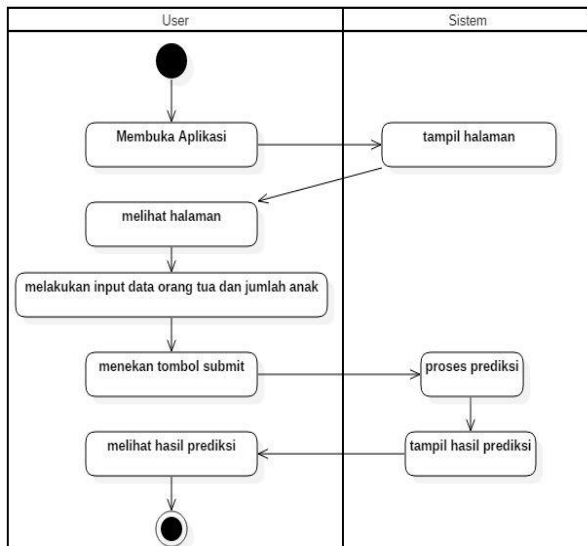 User
Sistem
Membuka Aplikasi
tampil halaman
melihat halaman
melakukan input data orang tua dan jumlah anak
menekan tombol submit
proses prediksi
melihat hasil prediksi
tampil hasil prediksi